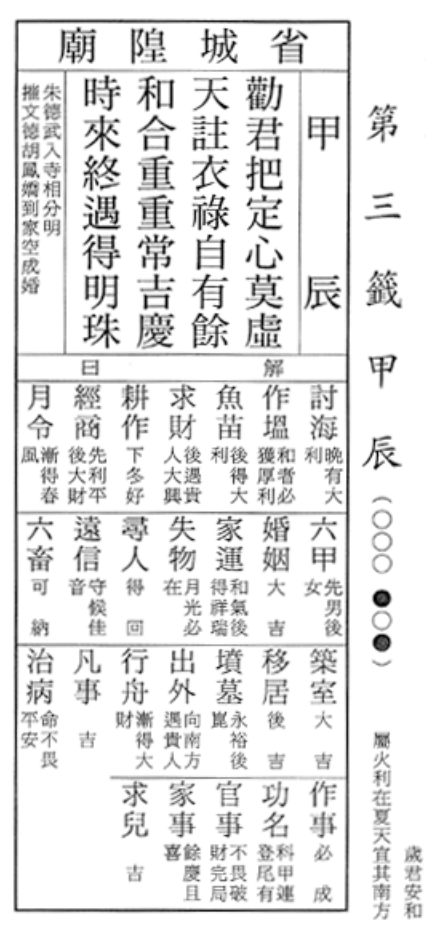 第三籤甲辰(○○○●○●)
歲君安和
屬火利在夏天宜其南方
省城隍廟
甲辰
勸君把定心莫虛
天註衣祿自有餘
和合重重常吉慶
時來終遇得明珠
朱德武入寺相分明
摧文德胡鳳嬌到家空成婚
解曰
討海 晚有大利
作塭 和者必獲厚利
魚苗 後得大利
求財 後遇貴人大興
耕作 下冬好
經商 先利平後大財
月令 漸得春風
六甲 先男後女
婚姻 大吉
家運 和氣後得祥瑞
失物 月光必在
尋人 得回
遠信 守候佳音
六畜 可納
築室 大吉
移居 後吉
墳墓 永裕後崑
出外 向南方遇貴人
行舟 漸得大財
凡事 吉
治病 命不畏平安
作事 必成
功名 科甲連登尾有
官事 不畏破財完局
家事 餘慶且喜
求兒 吉